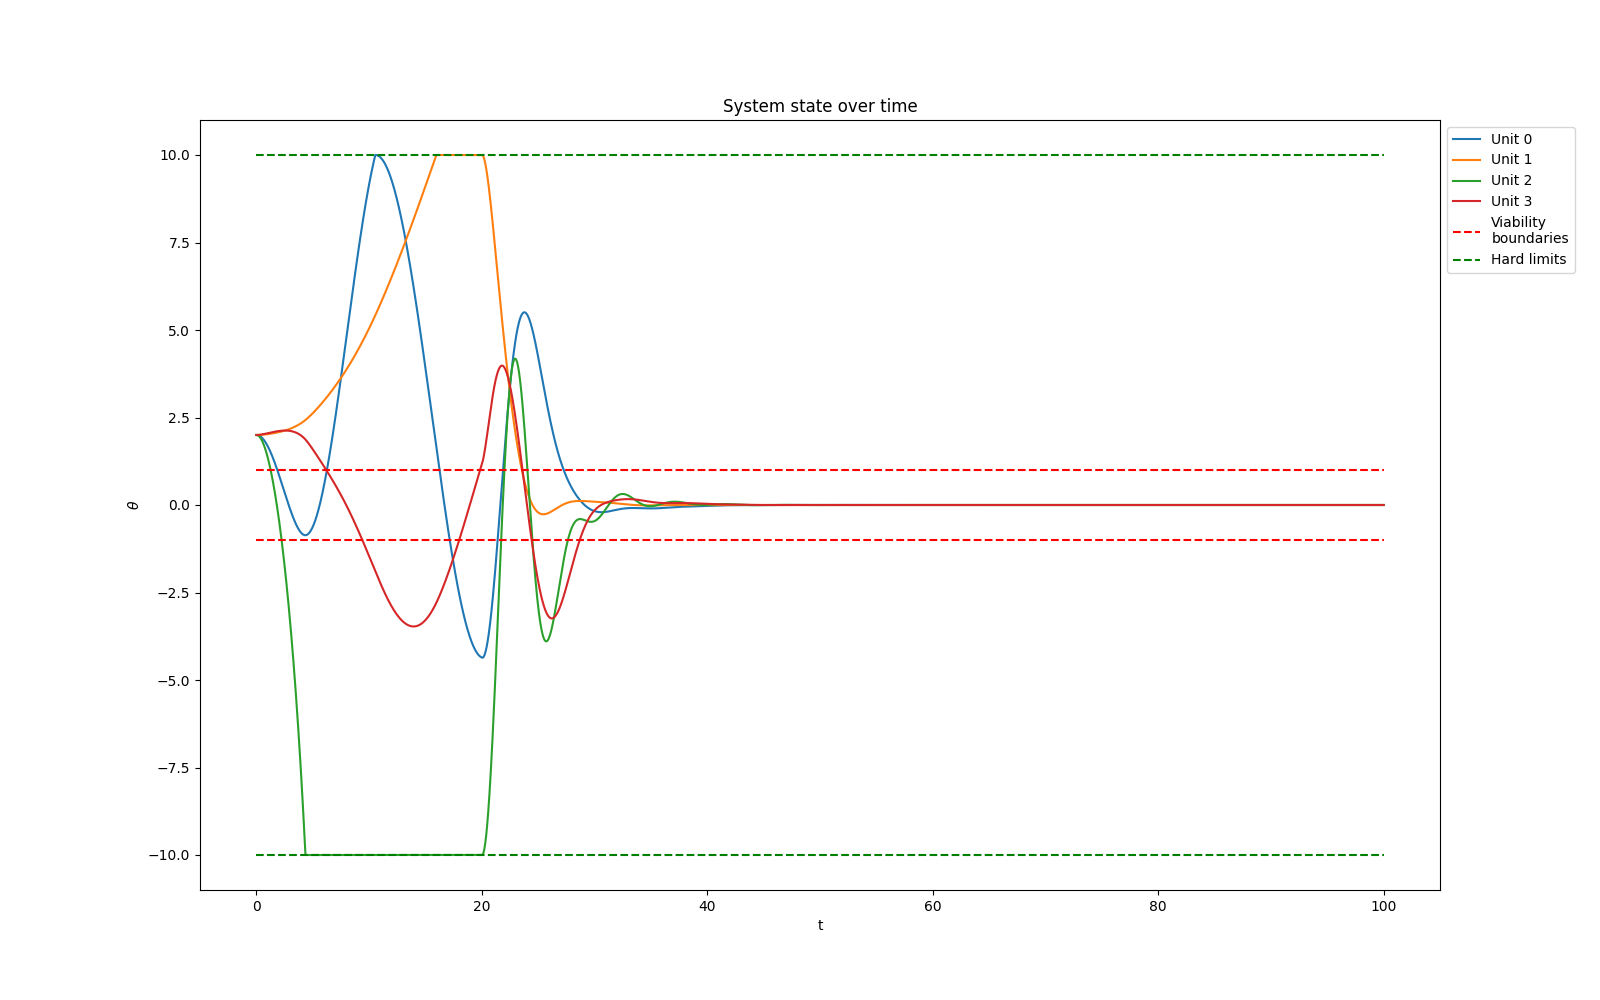 System state over time
10.0
7.5
5.0
2.5
0.0
−2.5
−5.0
−7.5
−10.0
θ
0
20
40
60
80
100
t
Unit 0
Unit 1
Unit 2
Unit 3
Viability
boundaries
Hard limits